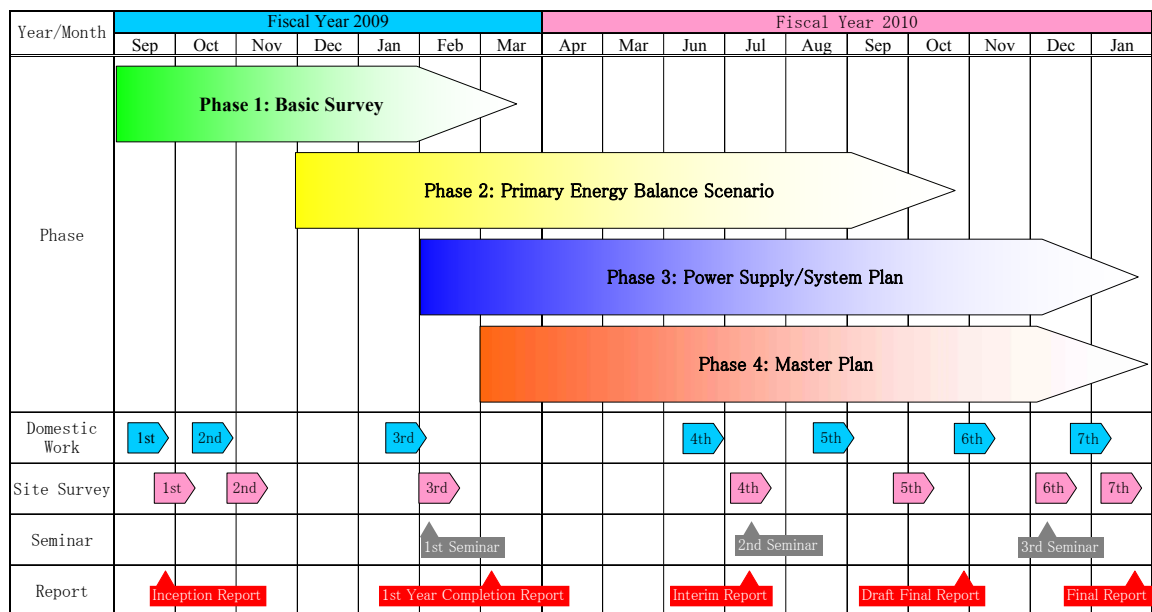 Year/Month
Fiscal Year 2009
Fiscal Year 2010
Sep Oct Nov Dec Jan Feb Mar Apr Mar Jun Jul Aug Sep Oct Nov Dec Jan
Phase
Phase 1: Basic Survey
Phase 2: Primary Energy Balance Scenario
Phase 3: Power Supply/System Plan
Phase 4: Master Plan
Domestic
Work
1st 2nd 3rd 4th 5th 6th 7th
Site Survey
1st 2nd 3rd 4th 5th 6th 7th
Seminar
1st Seminar 2nd Seminar 3rd Seminar
Report
Inception Report 1st Year Completion Report Interim Report Draft Final Report Final Report